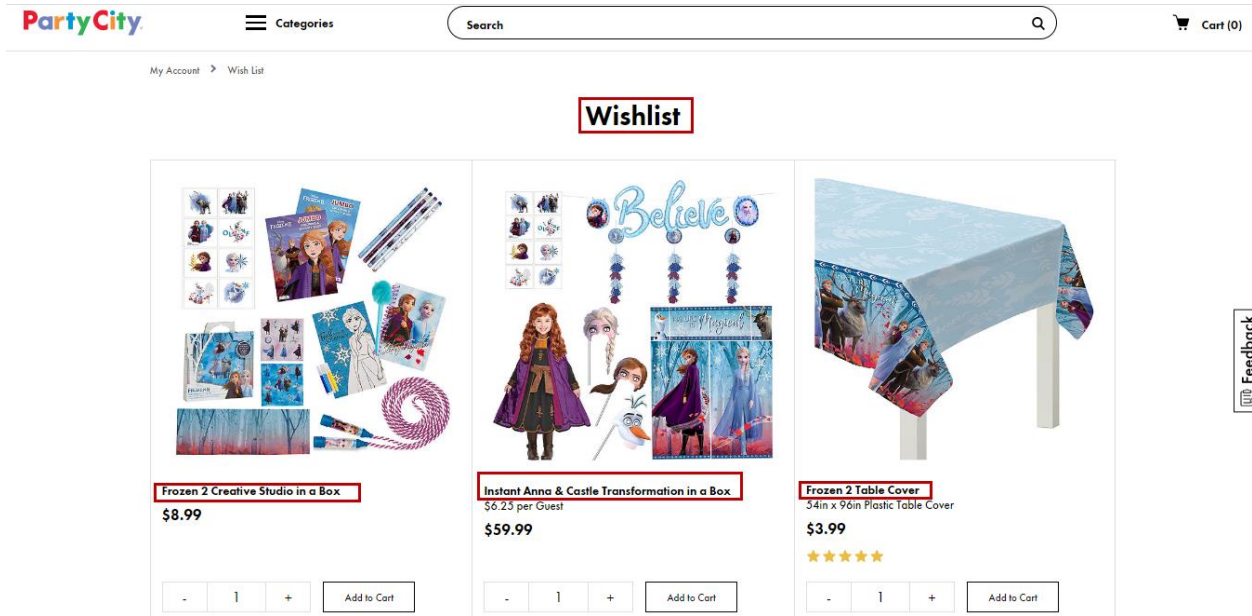 PartyCity
Categories
Search
Cart (0)
My Account > Wish List
Wishlist
Believe
Frozen 2 Creative Studio in a Box
$8.99
- 1 +
Add to Cart
Instant Anna & Castle Transformation in a Box
$6.25 per Guest
$59.99
- 1 +
Add to Cart
Frozen 2 Table Cover
54in x 96in Plastic Table Cover
$3.99
- 1 +
Add to Cart
Feedback